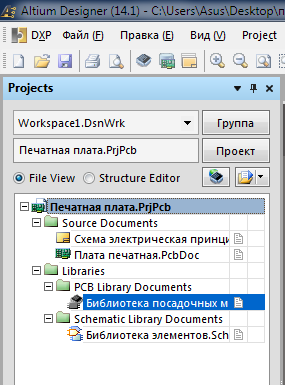 Altium Designer (14.1) - C:\Users\Asus\Desktop\п
DXP Файл (F) Правка (E) Вид (V) Project
Projects
Workspace1.DsnWrk Группа
Печатная плата.PrjPcb Проект
File View Structure Editor
Печатная плата.PrjPcb
Source Documents
Схема электрическая принци
Плата печатная.PcbDoc
Libraries
PCB Library Documents
Библиотека посадочных м
Schematic Library Documents
Библиотека элементов.Sch